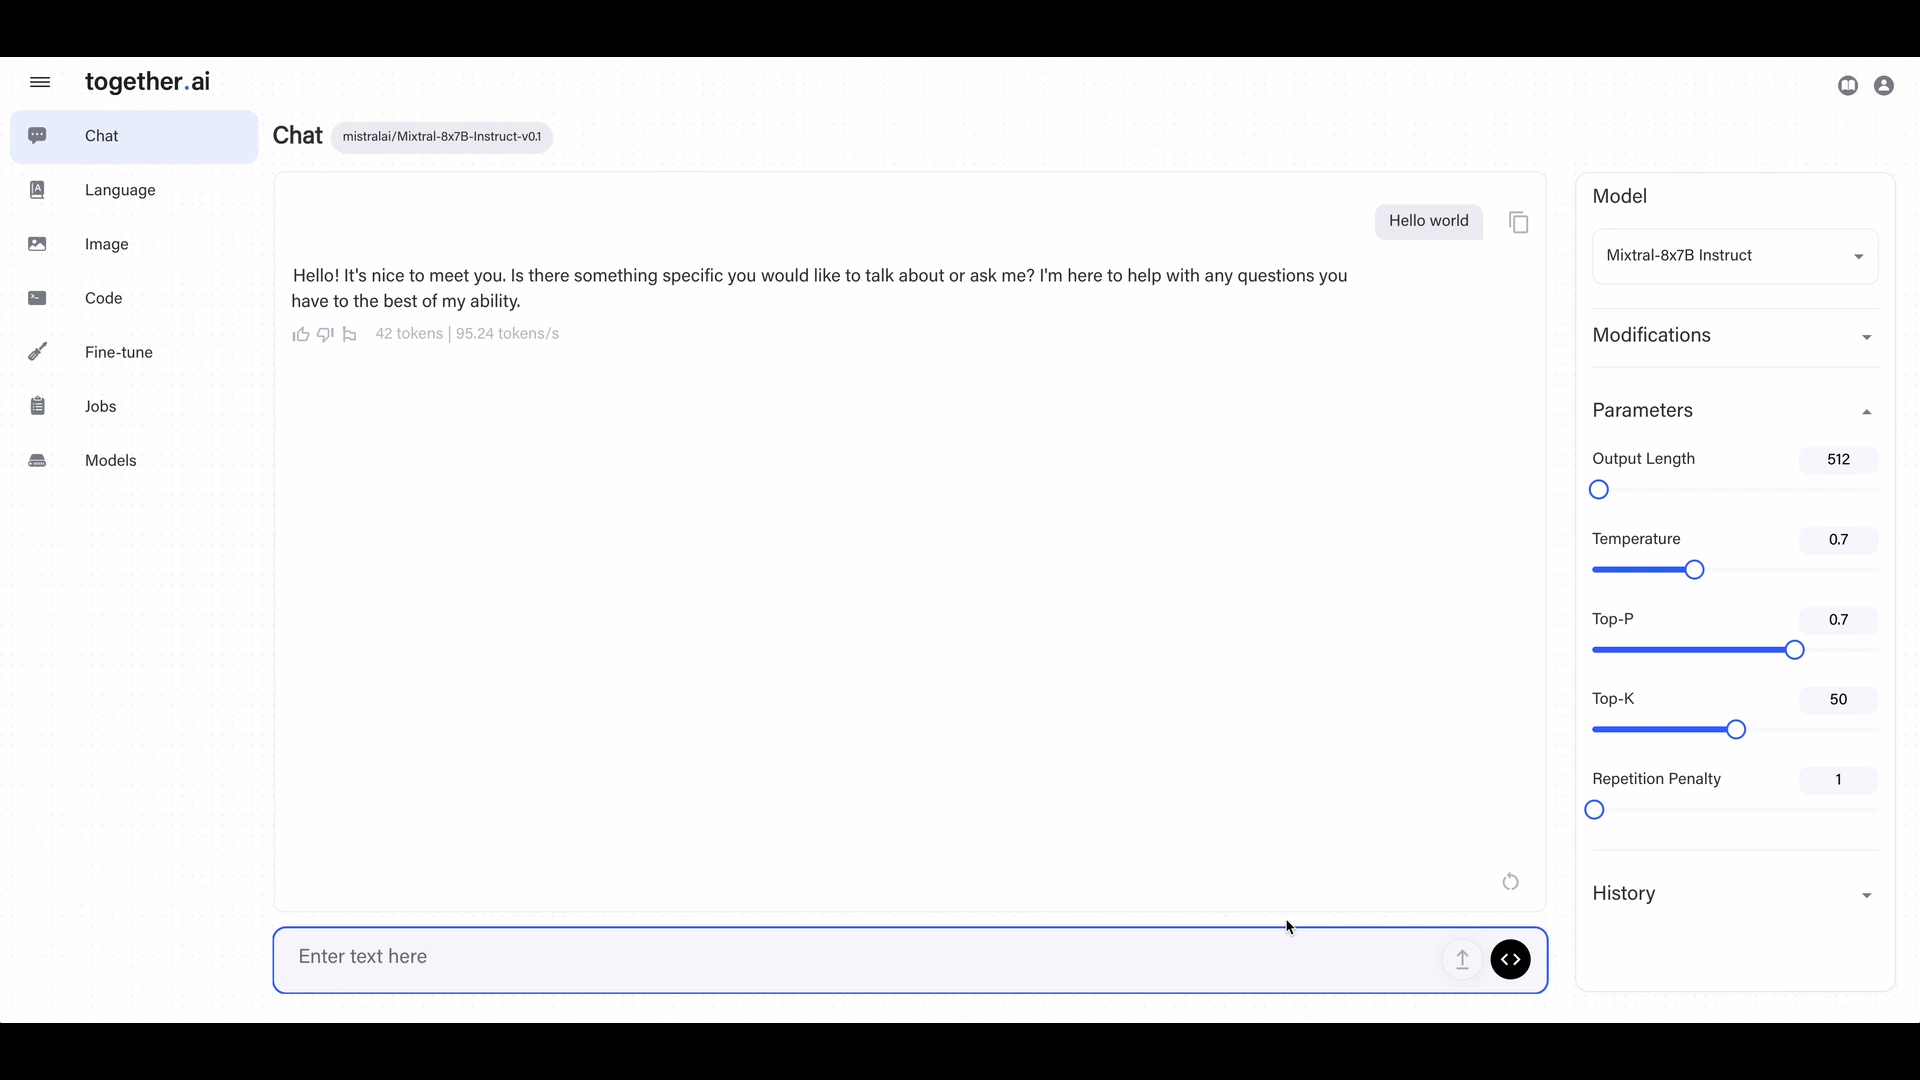 together.ai
Chat
Language
Image
Code
Fine-tune
Jobs
Models
Chat mistralai/Mixtral-8x7B-Instruct-v0.1
Hello world
Hello! It's nice to meet you. Is there something specific you would like to talk about or ask me? I'm here to help with any questions you
have to the best of my ability.
42 tokens | 95.24 tokens/s
Enter text here
Model
Mixtral-8x7B Instruct
Modifications
Parameters
Output Length 512
Temperature 0.7
Top-P 0.7
Top-K 50
Repetition Penalty 1
History